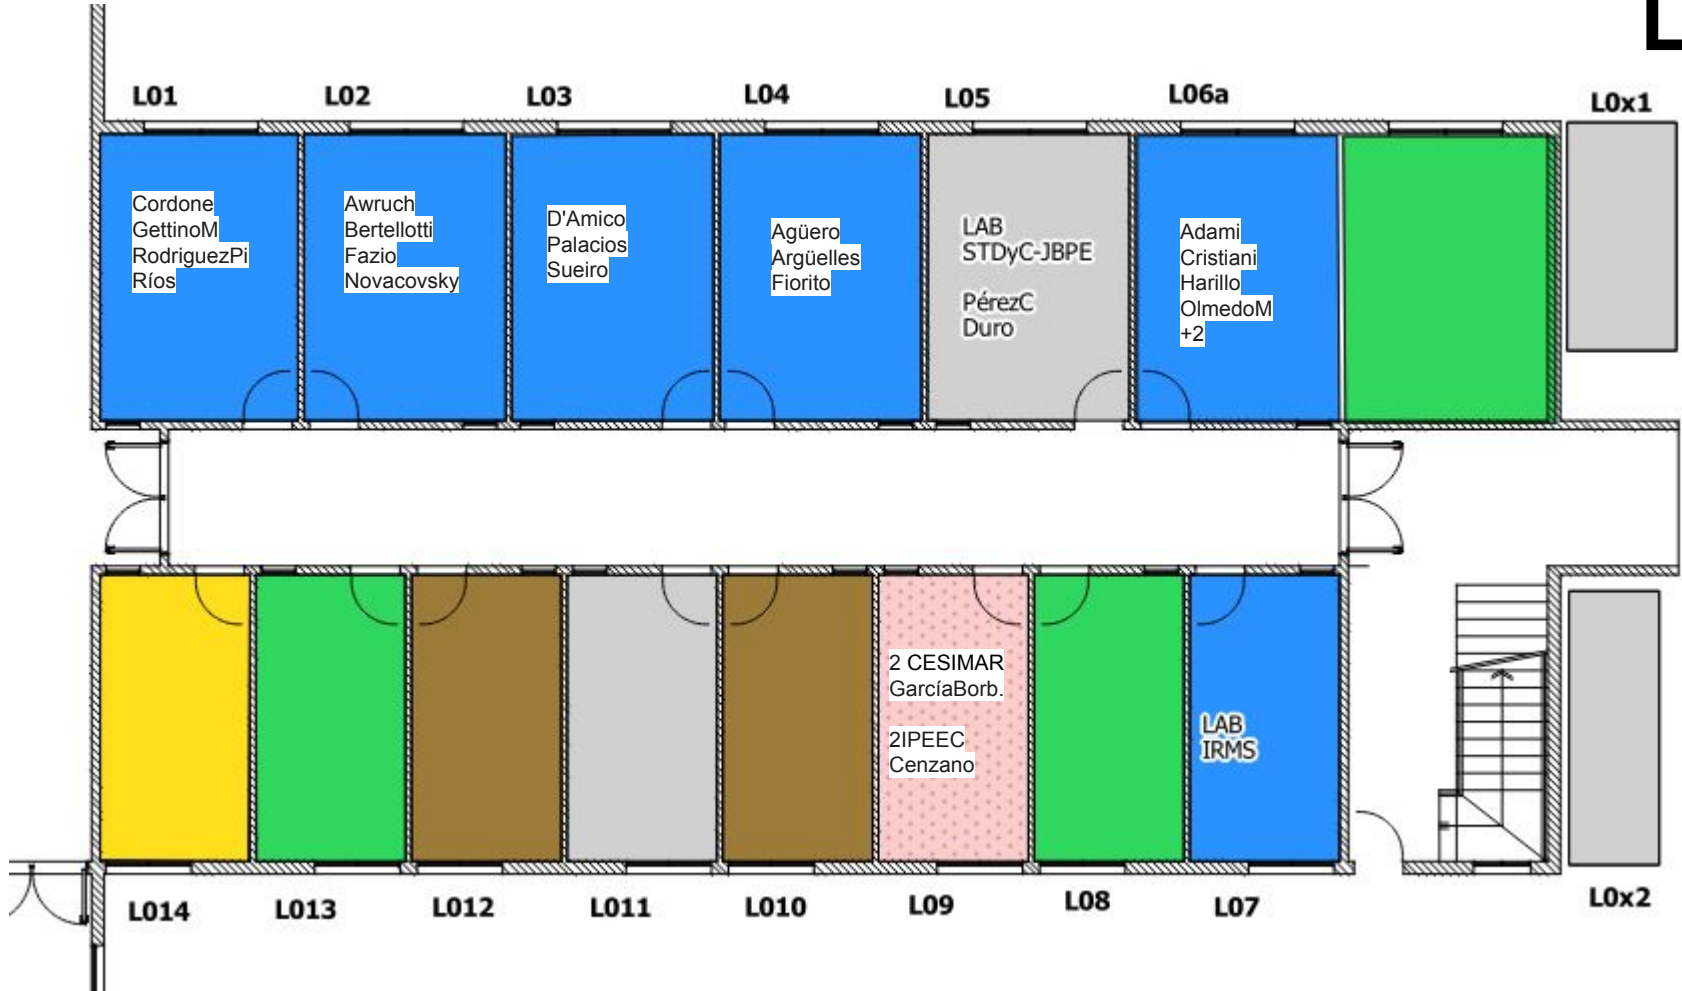 L
L01
L02
L03
L04
L05
L06a
L0x1
Cordone
GettinoM
RodriguezPi
Ríos
Awruch
Bertellotti
Fazio
Novacovsky
D'Amico
Palacios
Sueiro
Agüero
Argüelles
Fiorito
LAB
STDyC-JBPE
PérezC
Duro
Adami
Cristiani
Harillo
OlmedoM
+2
2 CESIMAR
GarcíaBorb.
2IPEEC
Cenzano
LAB
IRMS
L014
L013
L012
L011
L010
L09
L08
L07
L0x2